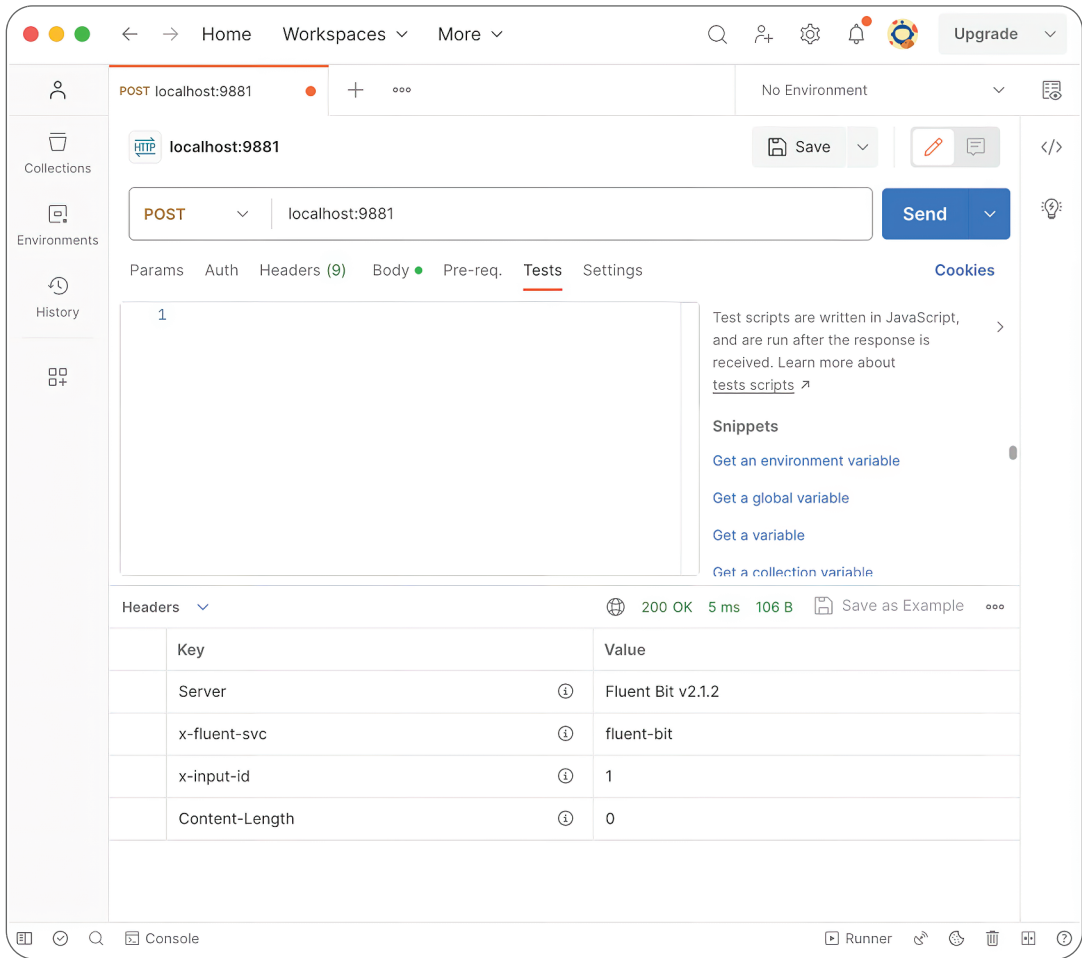 Home Workspaces More Upgrade
POST localhost:9881 No Environment
HTTP localhost:9881 Save
Collections
POST localhost:9881 Send
Environments
Params Auth Headers (9) Body Pre-req. Tests Settings Cookies
History
1
Test scripts are written in JavaScript,
and are run after the response is
received. Learn more about
tests scripts
Snippets
Get an environment variable
Get a global variable
Get a variable
Get a collection variable
Headers 200 OK 5 ms 106 B Save as Example
Key Value
Server Fluent Bit v2.1.2
x-fluent-svc fluent-bit
x-input-id 1
Content-Length 0
Console Runner